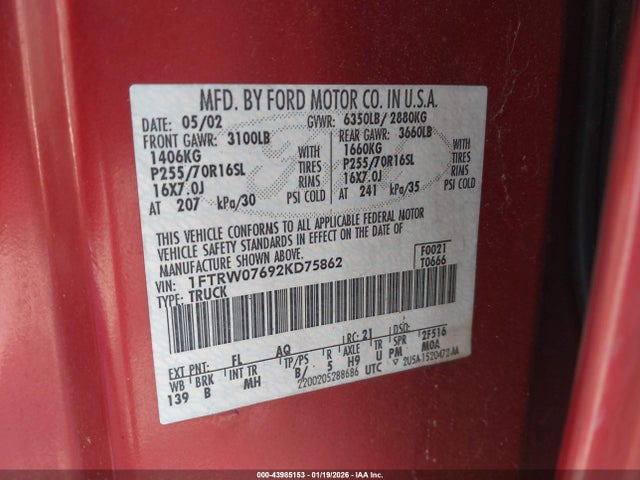 MFD. BY FORD MOTOR CO. IN U.S.A.
DATE: 05/02 GVWR: 6350LB/ 2880KG
FRONT GAWR: 3100LB REAR GAWR: 3660LB
1406KG WITH 1660KG WITH
P255/70R16SL TIRES P255/70R16SL TIRES
16X7.0J RIMS 16X7.0J RIMS
AT 207 kPa/30 PSI COLD AT 241 kPa/35 PSI COLD
THIS VEHICLE CONFORMS TO ALL APPLICABLE FEDERAL MOTOR
VEHICLE SAFETY STANDARDS IN EFFECT ON THE DATE OF
MANUFACTURE SHOWN ABOVE.
VIN: 1FTRW07692KD75862 F0021
TYPE: TRUCK T0666
EXT PNT: FL AQ RC: 21 DSO:
WB BRK INT TR TP/PS R AXLE TR SPR 2F516
139 B MH B/ 5 H9 U PM MOA
2200205288686 UTC 2U5A1520472AA
000-43985153 - 01/19/2026 - IAA Inc.